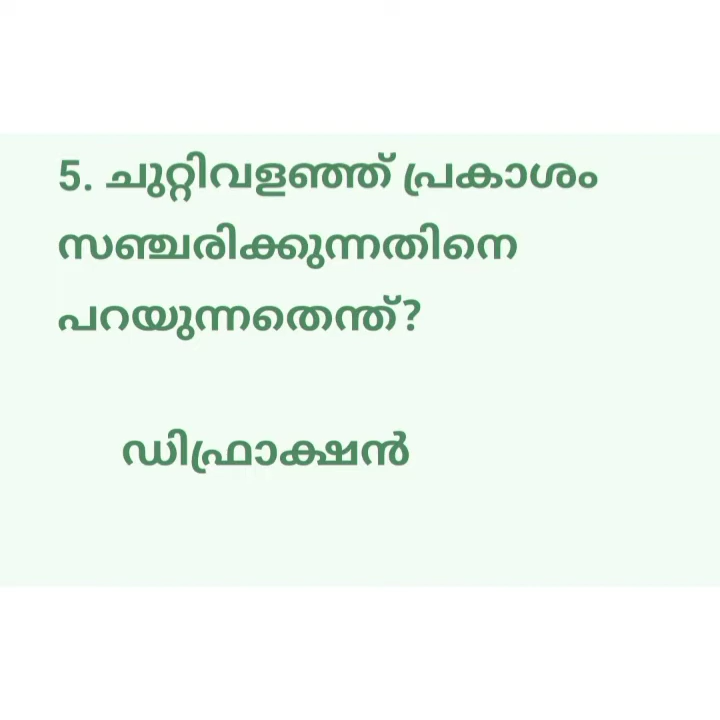 5. ചുറ്റിവളഞ്ഞ് പ്രകാശം
സഞ്ചരിക്കുന്നതിനെ
പറയുന്നതെന്ത്?
ഡിഫ്രാക്ഷൻ